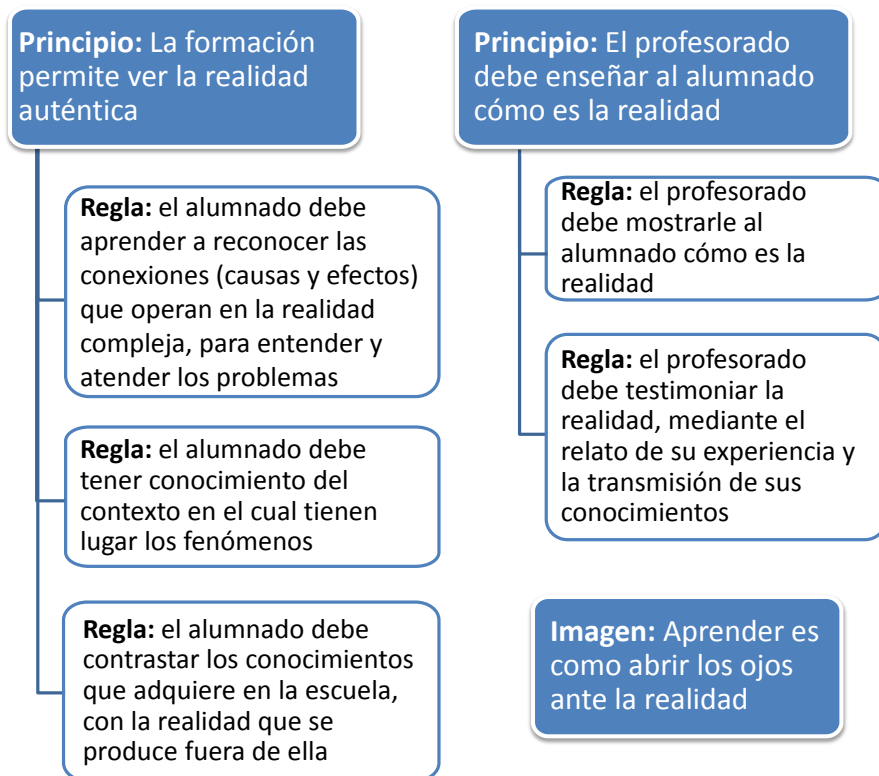 Principio: La formación
permite ver la realidad
auténtica
Regla: el alumnado debe
aprender a reconocer las
conexiones (causas y efectos)
que operan en la realidad
compleja, para entender y
atender los problemas
Regla: el alumnado debe
tener conocimiento del
contexto en el cual tienen
lugar los fenómenos
Regla: el alumnado debe
contrastar los conocimientos
que adquiere en la escuela,
con la realidad que se
produce fuera de ella
Principio: El profesorado
debe enseñar al alumnado
cómo es la realidad
Regla: el profesorado
debe mostrarle al
alumnado cómo es la
realidad
Regla: el profesorado
debe testimoniar la
realidad, mediante el
relato de su experiencia y
la transmisión de sus
conocimientos
Imagen: Aprender es
como abrir los ojos
ante la realidad